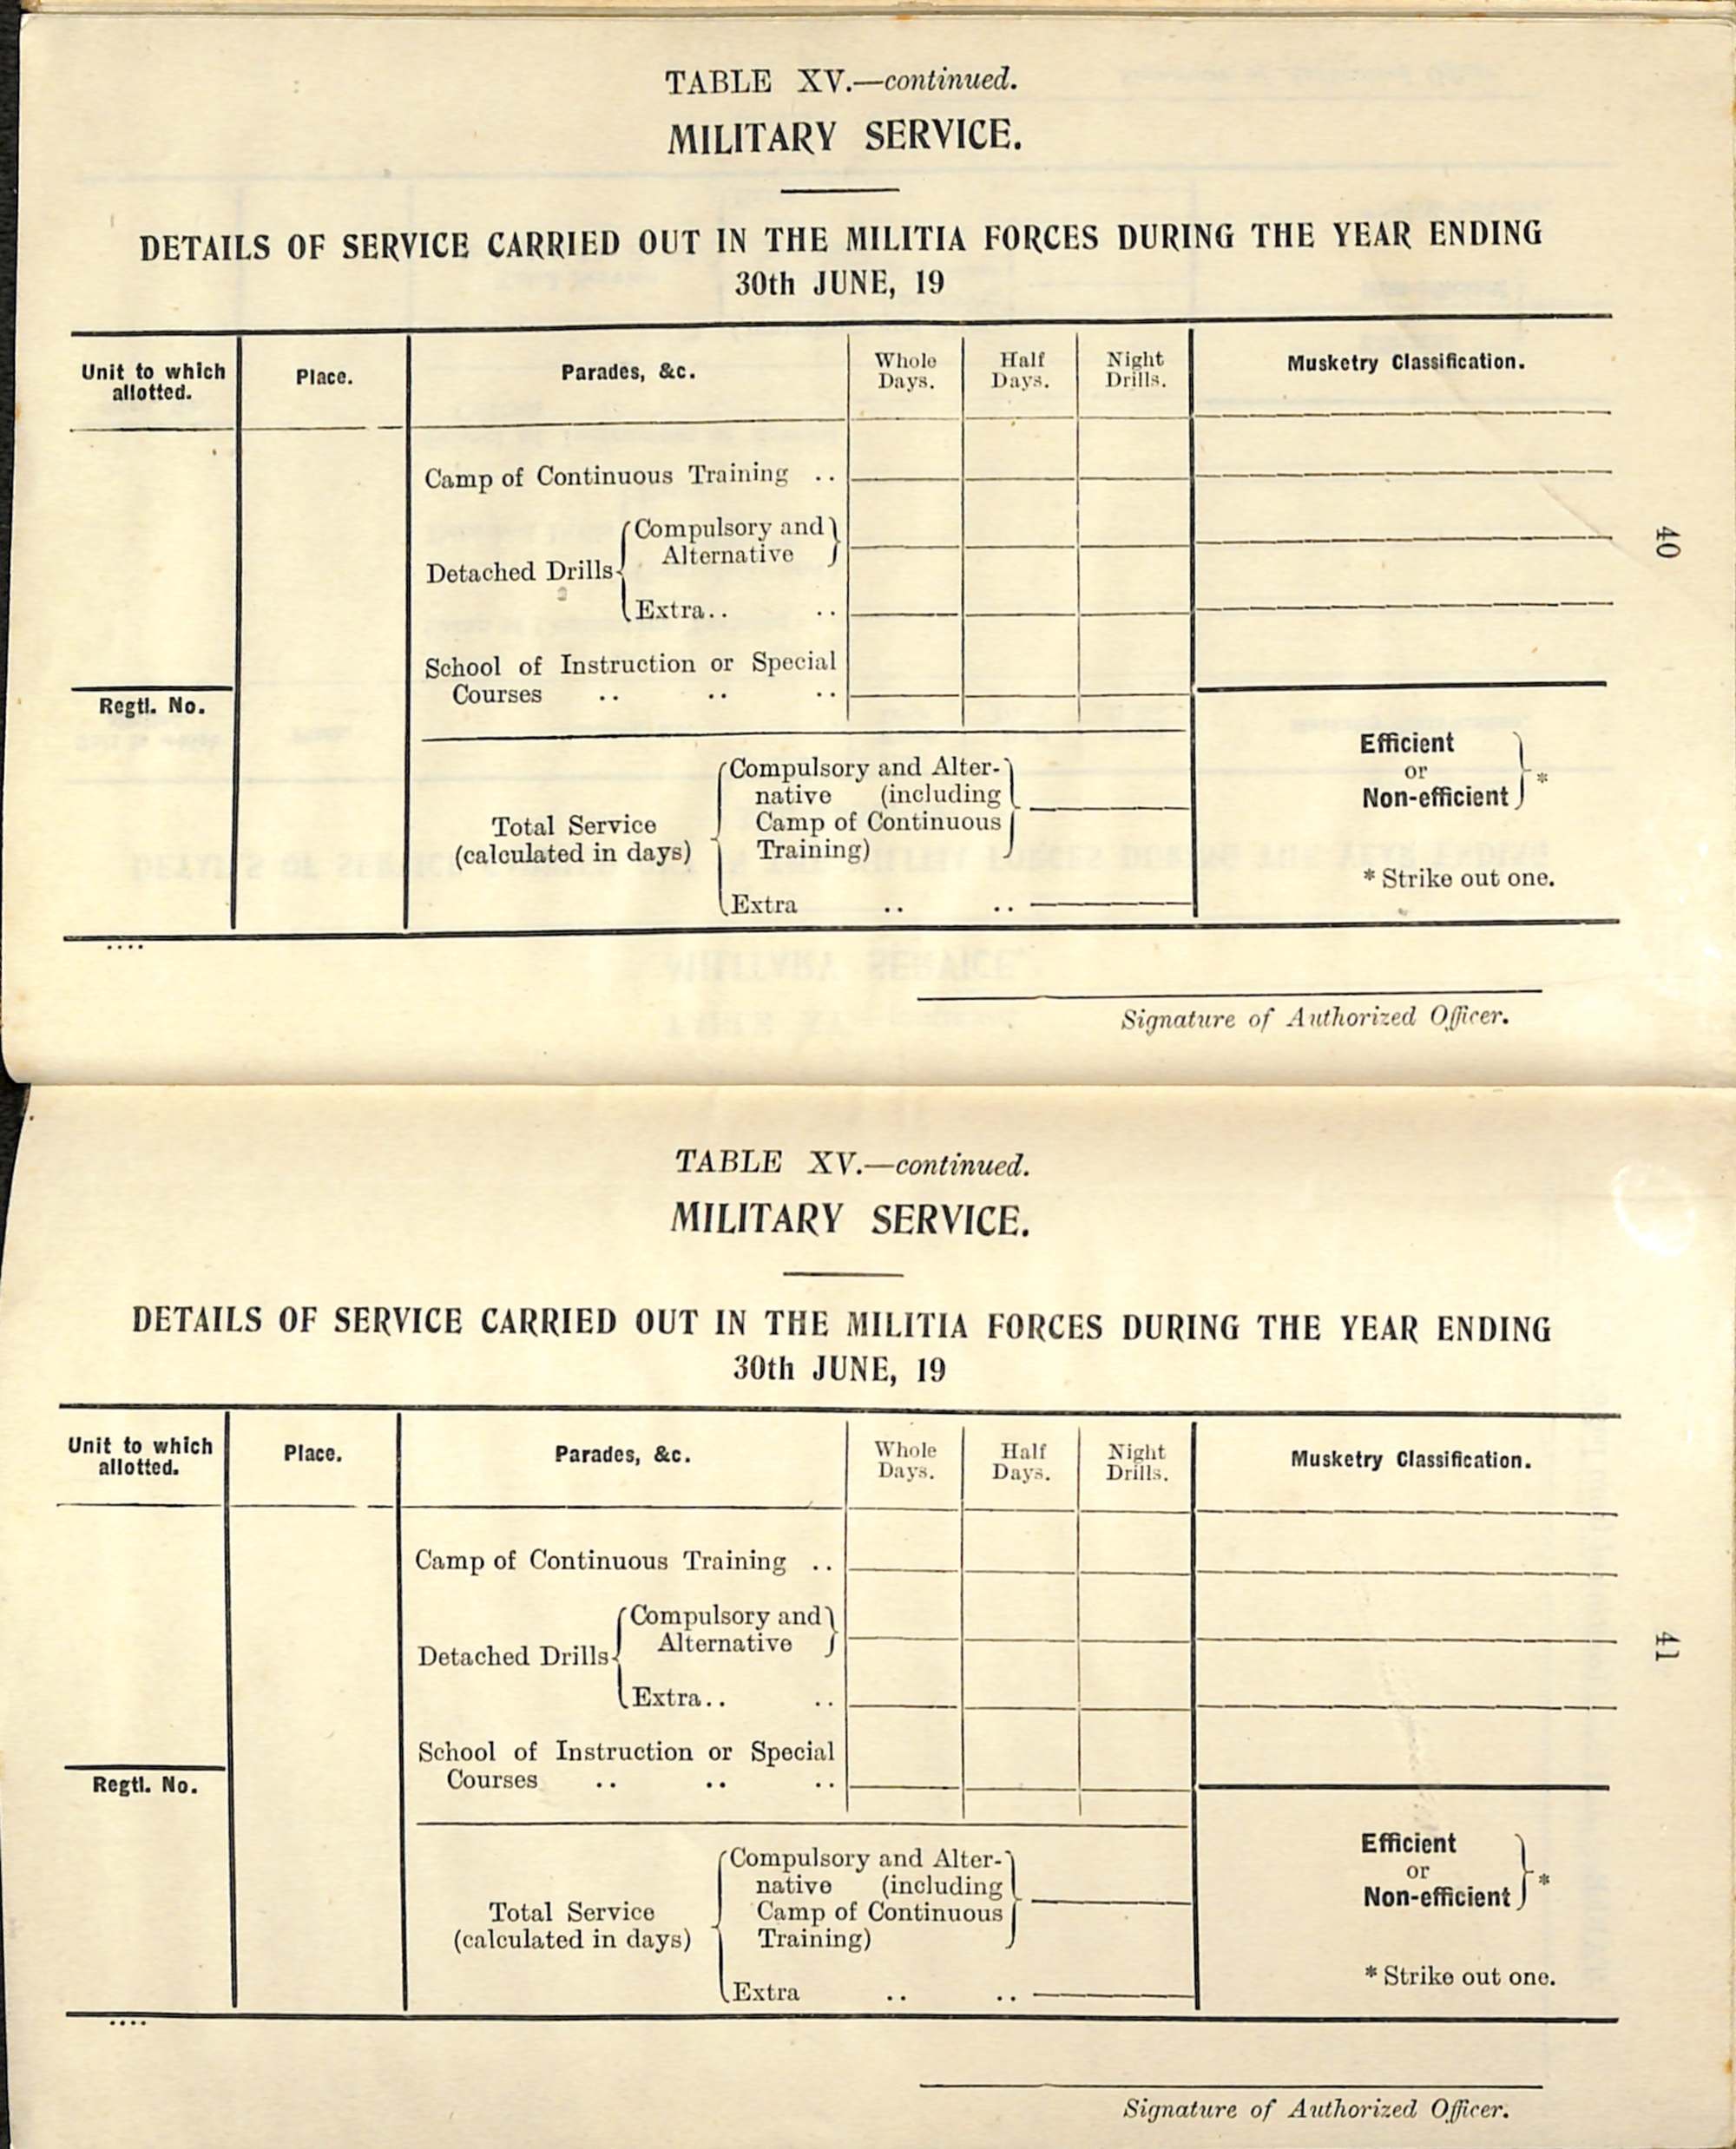 TABLE XV.—continued.
MILITARY SERVICE.
DETAILS OF SERVICE CARRIED OUT IN THE MILITIA FORCES DURING THE YEAR ENDING
30th JUNE, 19
Unit to which
allotted.
Place.
Parades, &c.
Whole
Days.
Half
Days.
Night
Drills.
Musketry Classification.
Camp of Continuous Training ..
Detached Drills
Compulsory and
Alternative
Extra.. ..
School of Instruction or Special
Courses .. .. ..
Regtl. No.
Total Service
(calculated in days)
Compulsory and Alter-
native (including
Camp of Continuous
Training)
Extra .. ..
Efficient
or
Non-efficient
*
* Strike out one.
....
Signature of Authorized Officer.
40
TABLE XV.—continued.
MILITARY SERVICE.
DETAILS OF SERVICE CARRIED OUT IN THE MILITIA FORCES DURING THE YEAR ENDING
30th JUNE, 19
Unit to which
allotted.
Place.
Parades, &c.
Whole
Days.
Half
Days.
Night
Drills.
Musketry Classification.
Camp of Continuous Training ..
Detached Drills
Compulsory and
Alternative
Extra.. ..
School of Instruction or Special
Courses .. .. ..
Regtl. No.
Total Service
(calculated in days)
Compulsory and Alter-
native (including
Camp of Continuous
Training)
Extra .. ..
Efficient
or
Non-efficient
*
* Strike out one.
....
Signature of Authorized Officer.
41